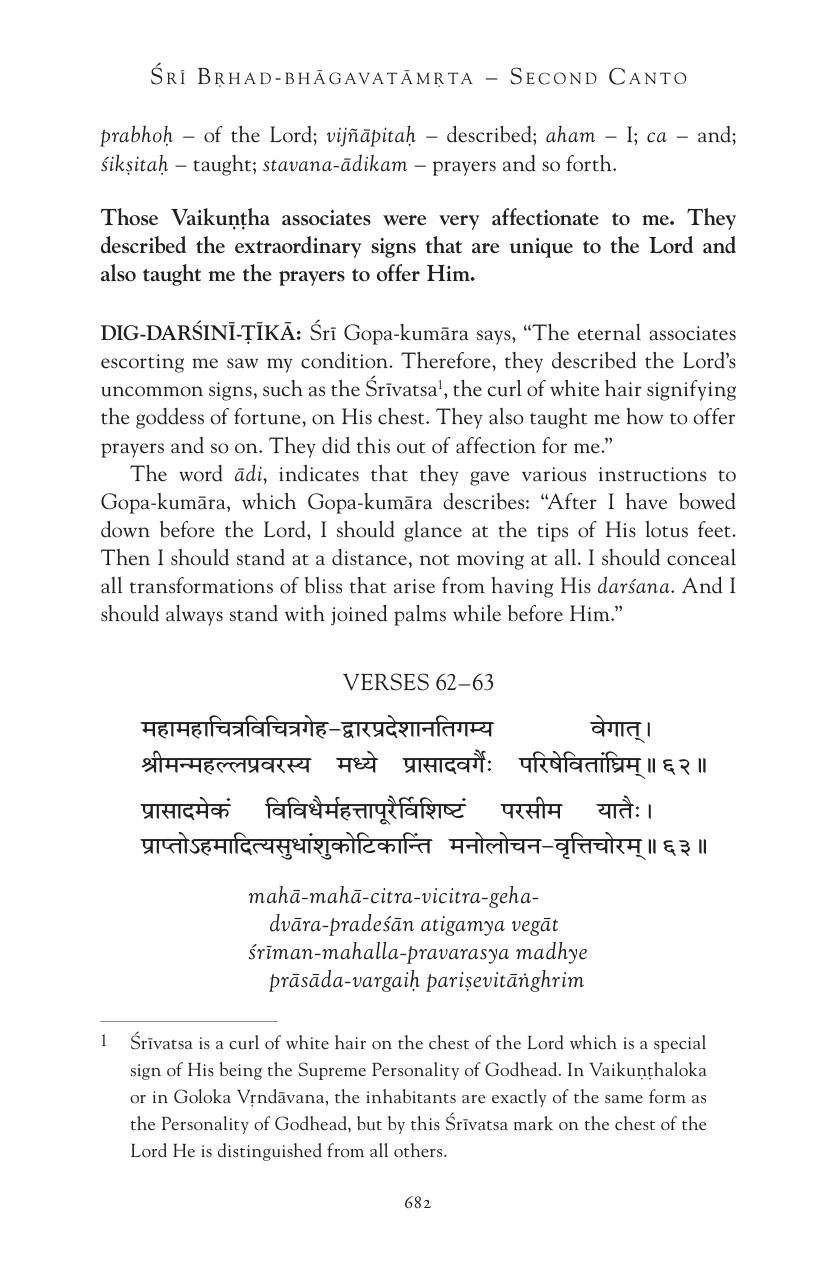 ŚRĪ BṚHAD-BHĀGAVATĀMṚTA – SECOND CANTO
prabhoḥ – of the Lord; vijñāpitaḥ – described; aham – I; ca – and;
śikṣitaḥ – taught; stavana-ādikam – prayers and so forth.
Those Vaikuṇṭha associates were very affectionate to me. They
described the extraordinary signs that are unique to the Lord and
also taught me the prayers to offer Him.
DIG-DARŚINĪ-ṬĪKĀ: Śrī Gopa-kumāra says, “The eternal associates
escorting me saw my condition. Therefore, they described the Lord’s
uncommon signs, such as the Śrīvatsa1, the curl of white hair signifying
the goddess of fortune, on His chest. They also taught me how to offer
prayers and so on. They did this out of affection for me.”
The word ādi, indicates that they gave various instructions to
Gopa-kumāra, which Gopa-kumāra describes: “After I have bowed
down before the Lord, I should glance at the tips of His lotus feet.
Then I should stand at a distance, not moving at all. I should conceal
all transformations of bliss that arise from having His darśana. And I
should always stand with joined palms while before Him.”
VERSES 62–63
महामहाचित्रविचित्रगेह–द्वारप्रदेशानतिगम्य वेगात्।
श्रीमन्महल्लप्रवरस्य मध्ये प्रासादवर्गैः परिषेवितांघ्रिम्॥ ६२॥
प्रासादमेकं विविधैर्महत्तापूरैर्विशिष्टं परसीम यातैः।
प्राप्तोऽहमादित्यसुधांशुकोटिकान्तिं मनोलोचन–वृत्तिचोरम्॥ ६३॥
mahā-mahā-citra-vicitra-geha-
dvāra-pradeśān atigamya vegāt
śrīman-mahalla-pravarasya madhye
prāsāda-vargaiḥ pariṣevitāṅghrim
1 Śrīvatsa is a curl of white hair on the chest of the Lord which is a special
sign of His being the Supreme Personality of Godhead. In Vaikuṇṭhaloka
or in Goloka Vṛndāvana, the inhabitants are exactly of the same form as
the Personality of Godhead, but by this Śrīvatsa mark on the chest of the
Lord He is distinguished from all others.
682